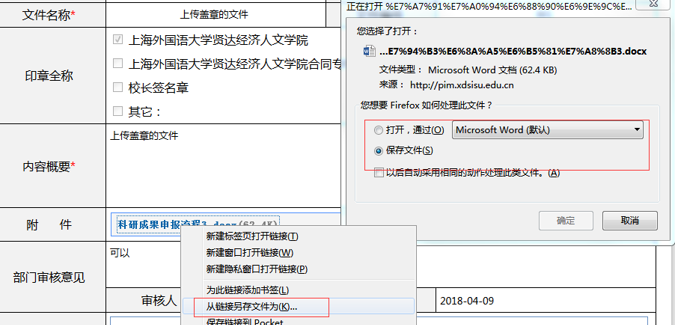 文件名称* 上传盖章的文件
印章全称
上海外国语大学贤达经济人文学院
上海外国语大学贤达经济人文学院合同专
校长签名章
其它：
内容概要* 上传盖章的文件
附 件 科研成果申报流程3.docx(62.4K)
部门审核意见 可以
审核人 2018-04-09
新建标签页打开链接(T)
新建窗口打开链接(W)
新建隐私窗口打开链接(P)
为此链接添加书签(L)
从链接另存文件为(K)...
保存链接到 Pocket
正在打开 %E7%A7%91%E7%A0%94%E6%88%90%E6%9E%9C%E...
您选择了打开：
...E7%94%B3%E6%8A%A5%E6%B5%81%E7%A8%8B3.docx
文件类型： Microsoft Word 文档 (62.4 KB)
来源： http://pim.xdsisu.edu.cn
您想要 Firefox 如何处理此文件？
打开，通过(O) Microsoft Word (默认)
保存文件(S)
以后自动采用相同的动作处理此类文件。(A)
确定 取消